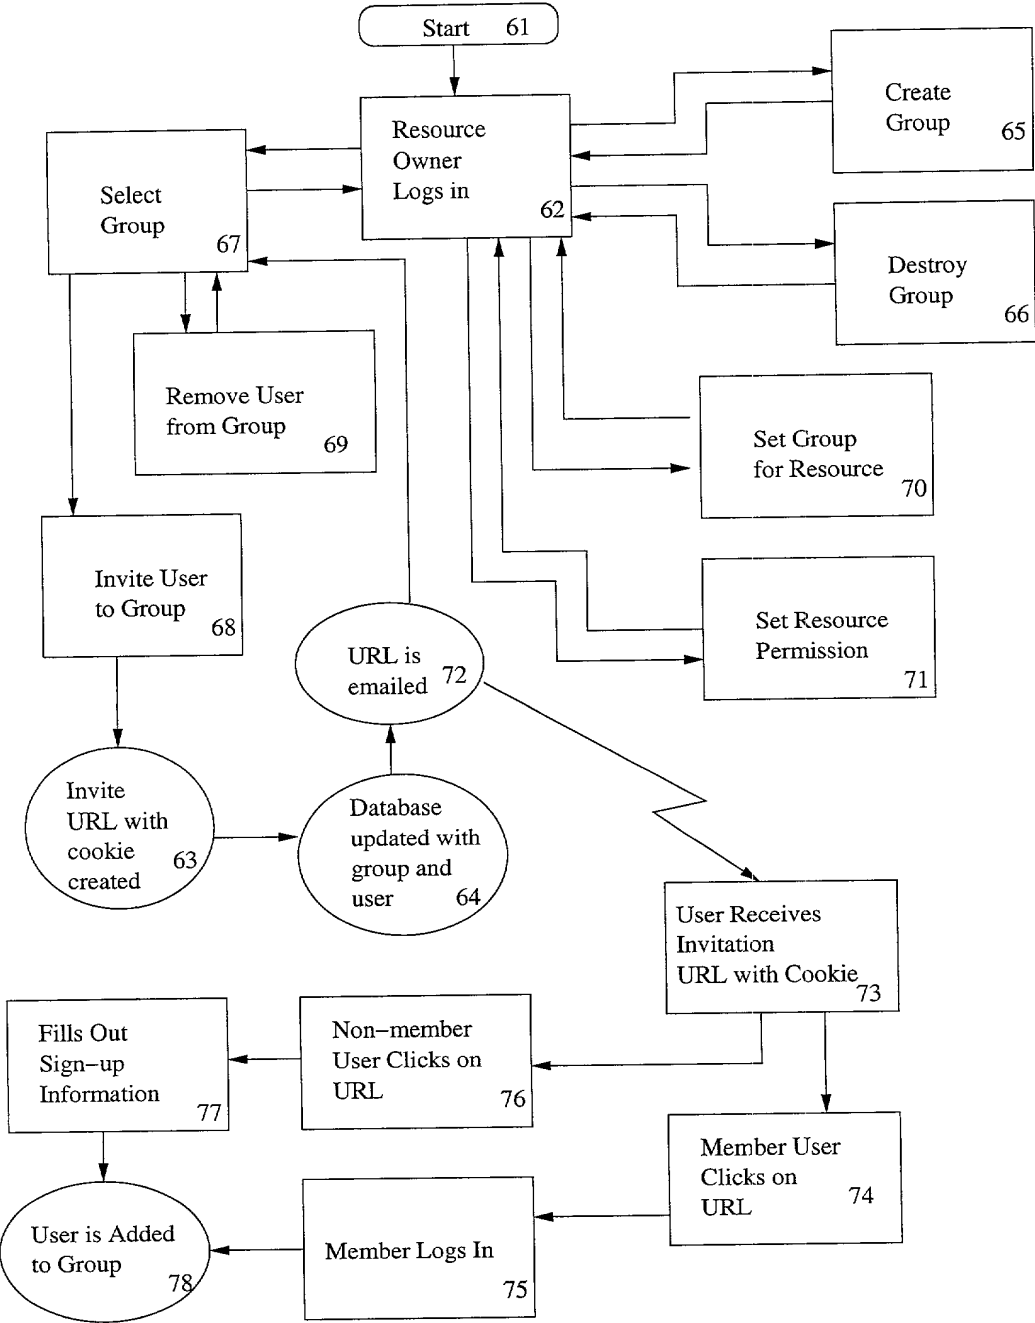 Start 61
Resource
Owner
Logs in
62
Create
Group
65
Select
Group
67
Destroy
Group
66
Remove User
from Group
69
Set Group
for Resource
70
Invite User
to Group
68
Set Resource
Permission
71
URL is
emailed 72
Invite
URL with
cookie
created
63
Database
updated with
group and
user
64
User Receives
Invitation
URL with Cookie
73
Fills Out
Sign-up
Information
77
Non-member
User Clicks on
URL
76
Member User
Clicks on
URL
74
User is Added
to Group
78
Member Logs In
75